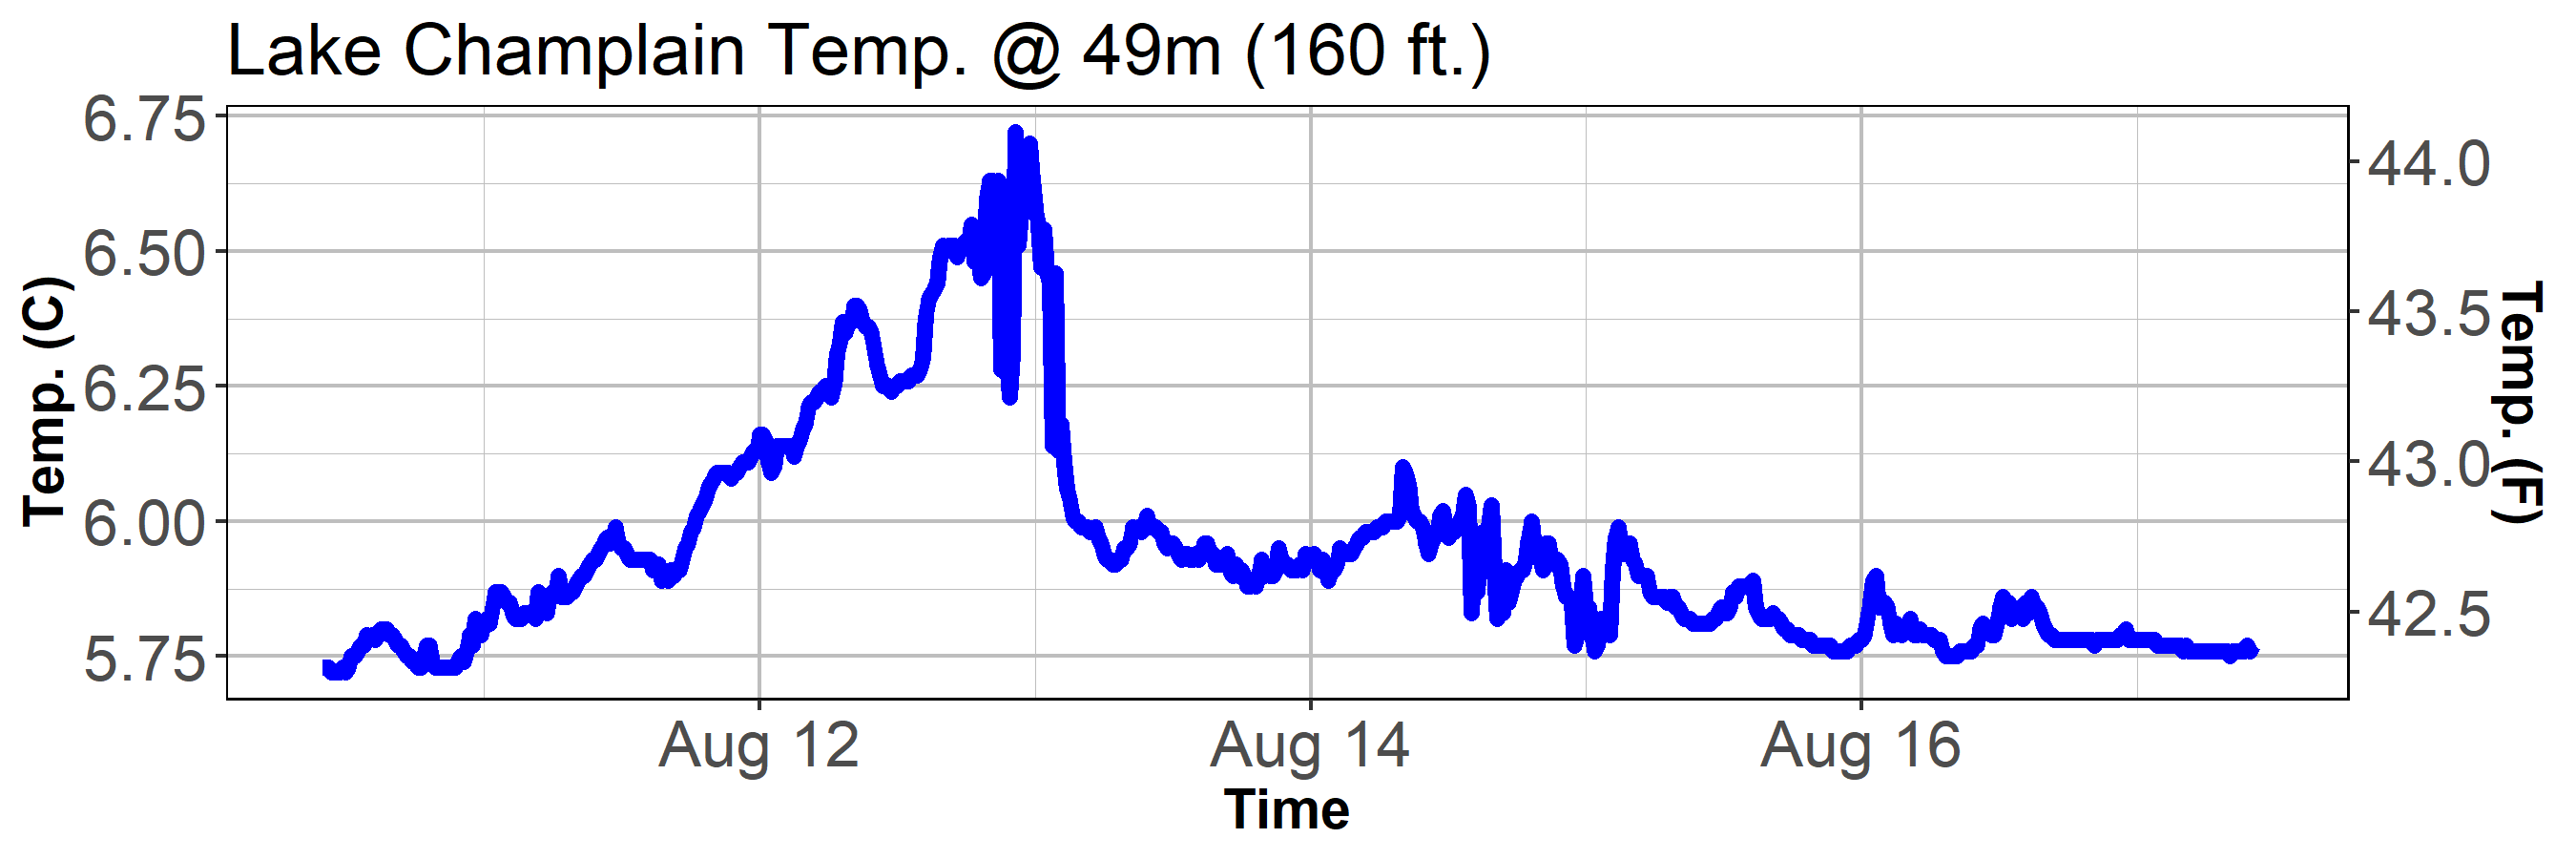 Lake Champlain Temp. @ 49m (160 ft.)
6.75
6.50
6.25
6.00
5.75
Temp. (C)
44.0
43.5
43.0
42.5
Temp. (F)
Aug 12
Aug 14
Aug 16
Time